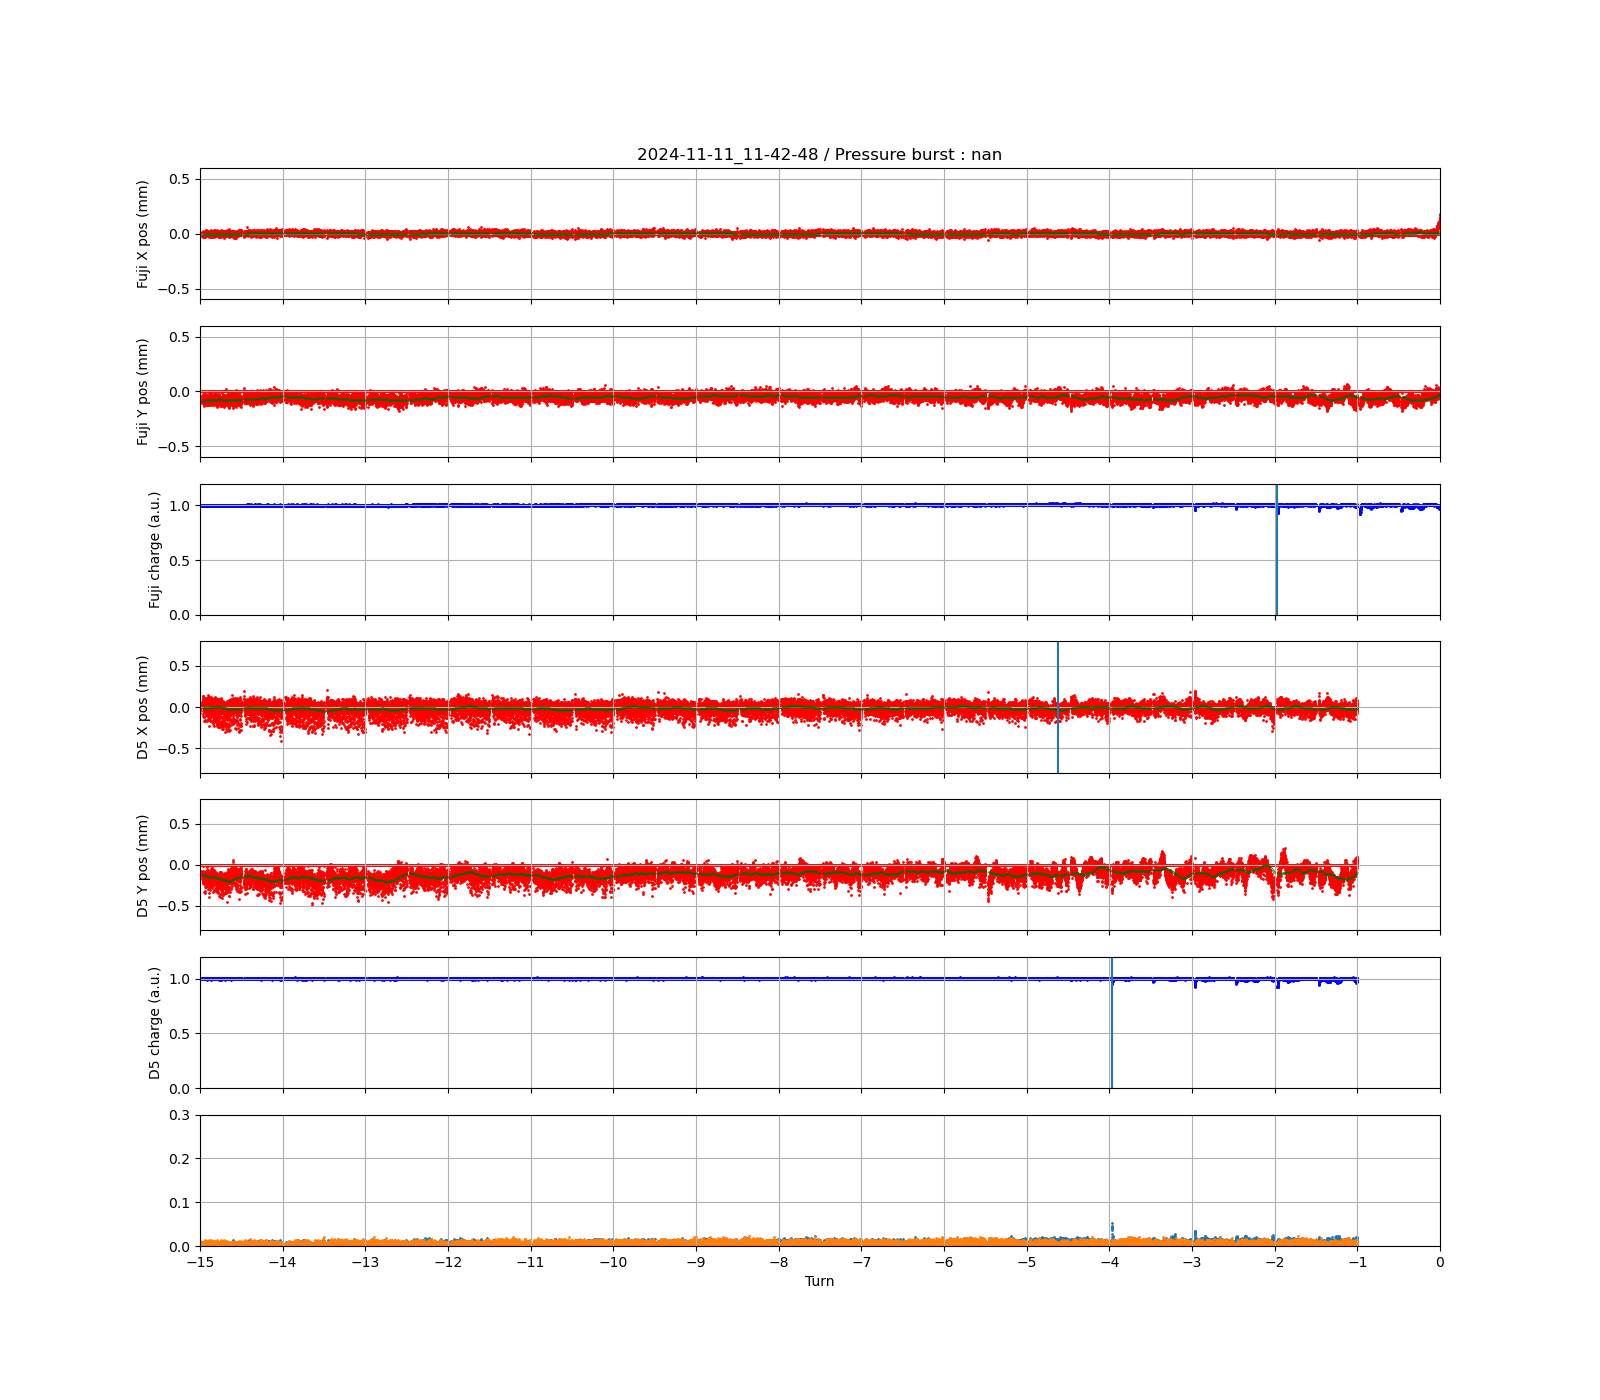 2024-11-11_11-42-48 / Pressure burst : nan
Fuji X pos (mm)
0.5
0.0
−0.5
Fuji Y pos (mm)
0.5
0.0
−0.5
Fuji charge (a.u.)
1.0
0.5
0.0
D5 X pos (mm)
0.5
0.0
−0.5
D5 Y pos (mm)
0.5
0.0
−0.5
D5 charge (a.u.)
1.0
0.5
0.0
0.3
0.2
0.1
0.0
−15 −14 −13 −12 −11 −10 −9 −8 −7 −6 −5 −4 −3 −2 −1 0
Turn